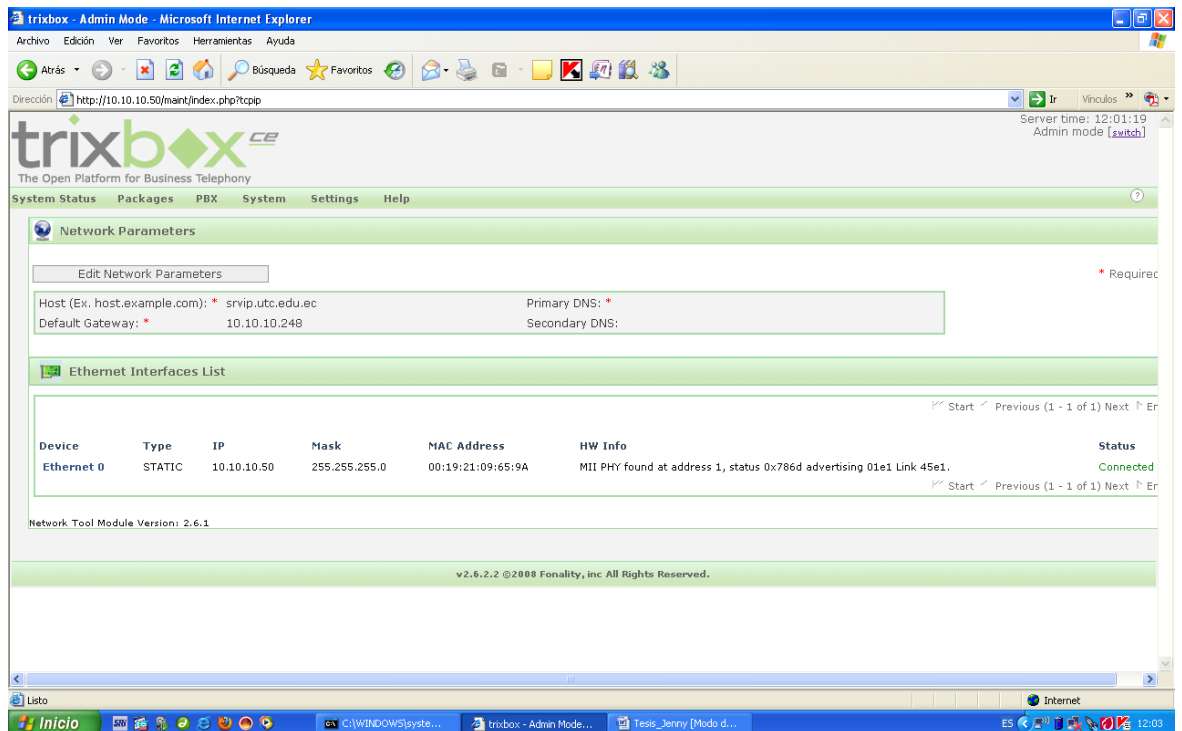 trixbox - Admin Mode - Microsoft Internet Explorer
Archivo Edición Ver Favoritos Herramientas Ayuda
Atrás Búsqueda Favoritos
Dirección http://10.10.10.50/maint/index.php?tcpip Ir Vínculos »
trixbox ce
The Open Platform for Business Telephony
Server time: 12:01:19
Admin mode [switch]
System Status Packages PBX System Settings Help ?
Network Parameters
Edit Network Parameters * Required
Host (Ex. host.example.com): * srvip.utc.edu.ec Primary DNS: *
Default Gateway: * 10.10.10.248 Secondary DNS:
Ethernet Interfaces List
Start Previous (1 - 1 of 1) Next Er
Device Type IP Mask MAC Address HW Info Status
Ethernet 0 STATIC 10.10.10.50 255.255.255.0 00:19:21:09:65:9A MII PHY found at address 1, status 0x786d advertising 01e1 Link 45e1. Connected
Start Previous (1 - 1 of 1) Next Er
Network Tool Module Version: 2.6.1
v2.6.2.2 ©2008 Fonality, inc All Rights Reserved.
Listo Internet
Inicio C:\WINDOWS\syste... trixbox - Admin Mode... Tesis_Jenny [Modo d... ES 12:03